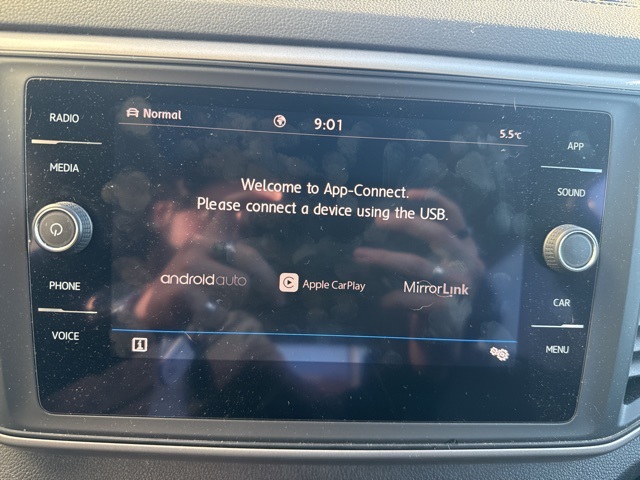 RADIO
MEDIA
PHONE
VOICE
Normal
9:01
5.5°C
Welcome to App-Connect.
Please connect a device using the USB.
androidauto
Apple CarPlay
MirrorLink
APP
SOUND
CAR
MENU